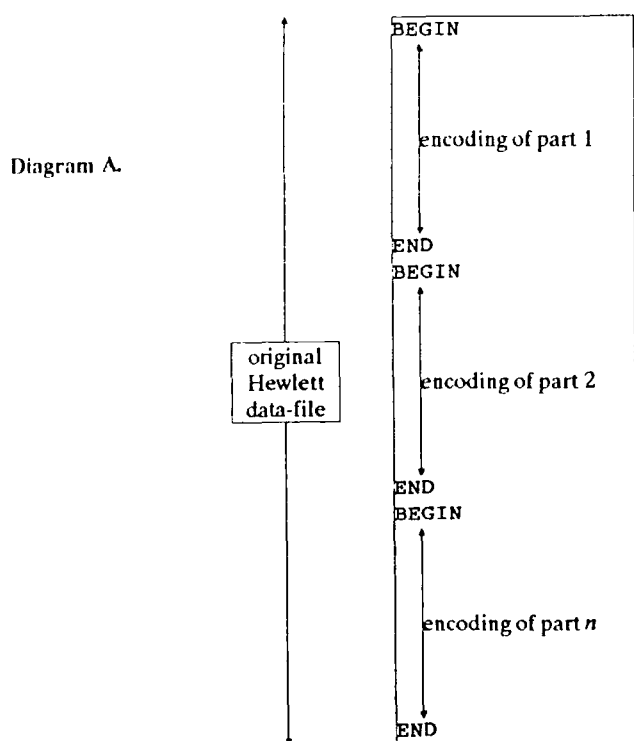 BEGIN
encoding of part 1
Diagram A.
END
BEGIN
original
Hewlett
data-file
encoding of part 2
END
BEGIN
encoding of part n
END